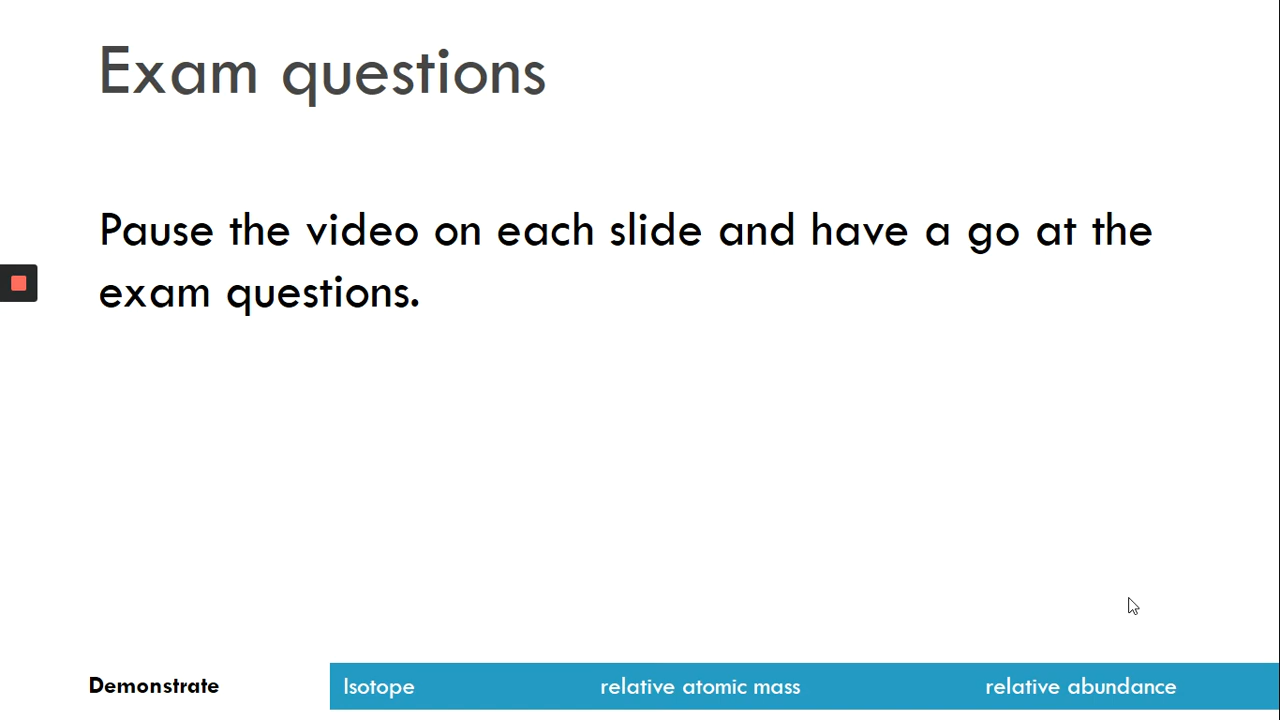 Exam questions
Pause the video on each slide and have a go at the
exam questions.
Demonstrate
Isotope
relative atomic mass
relative abundance